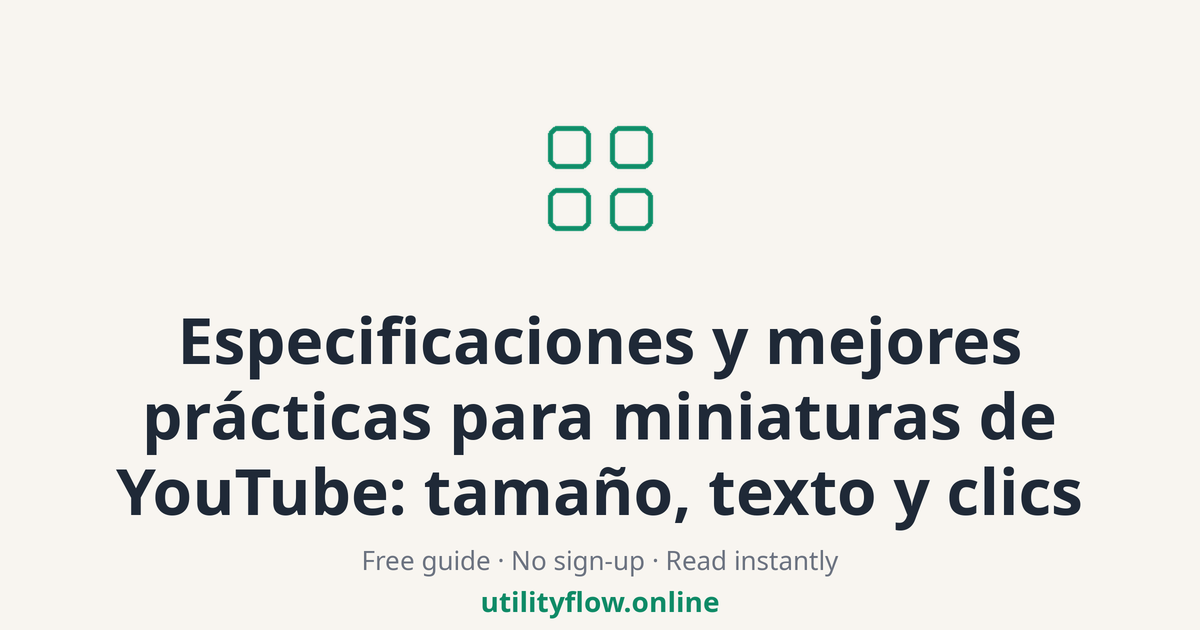 Especificaciones y mejores
prácticas para miniaturas de
YouTube: tamaño, texto y clics
Free guide · No sign-up · Read instantly
utilityflow.online